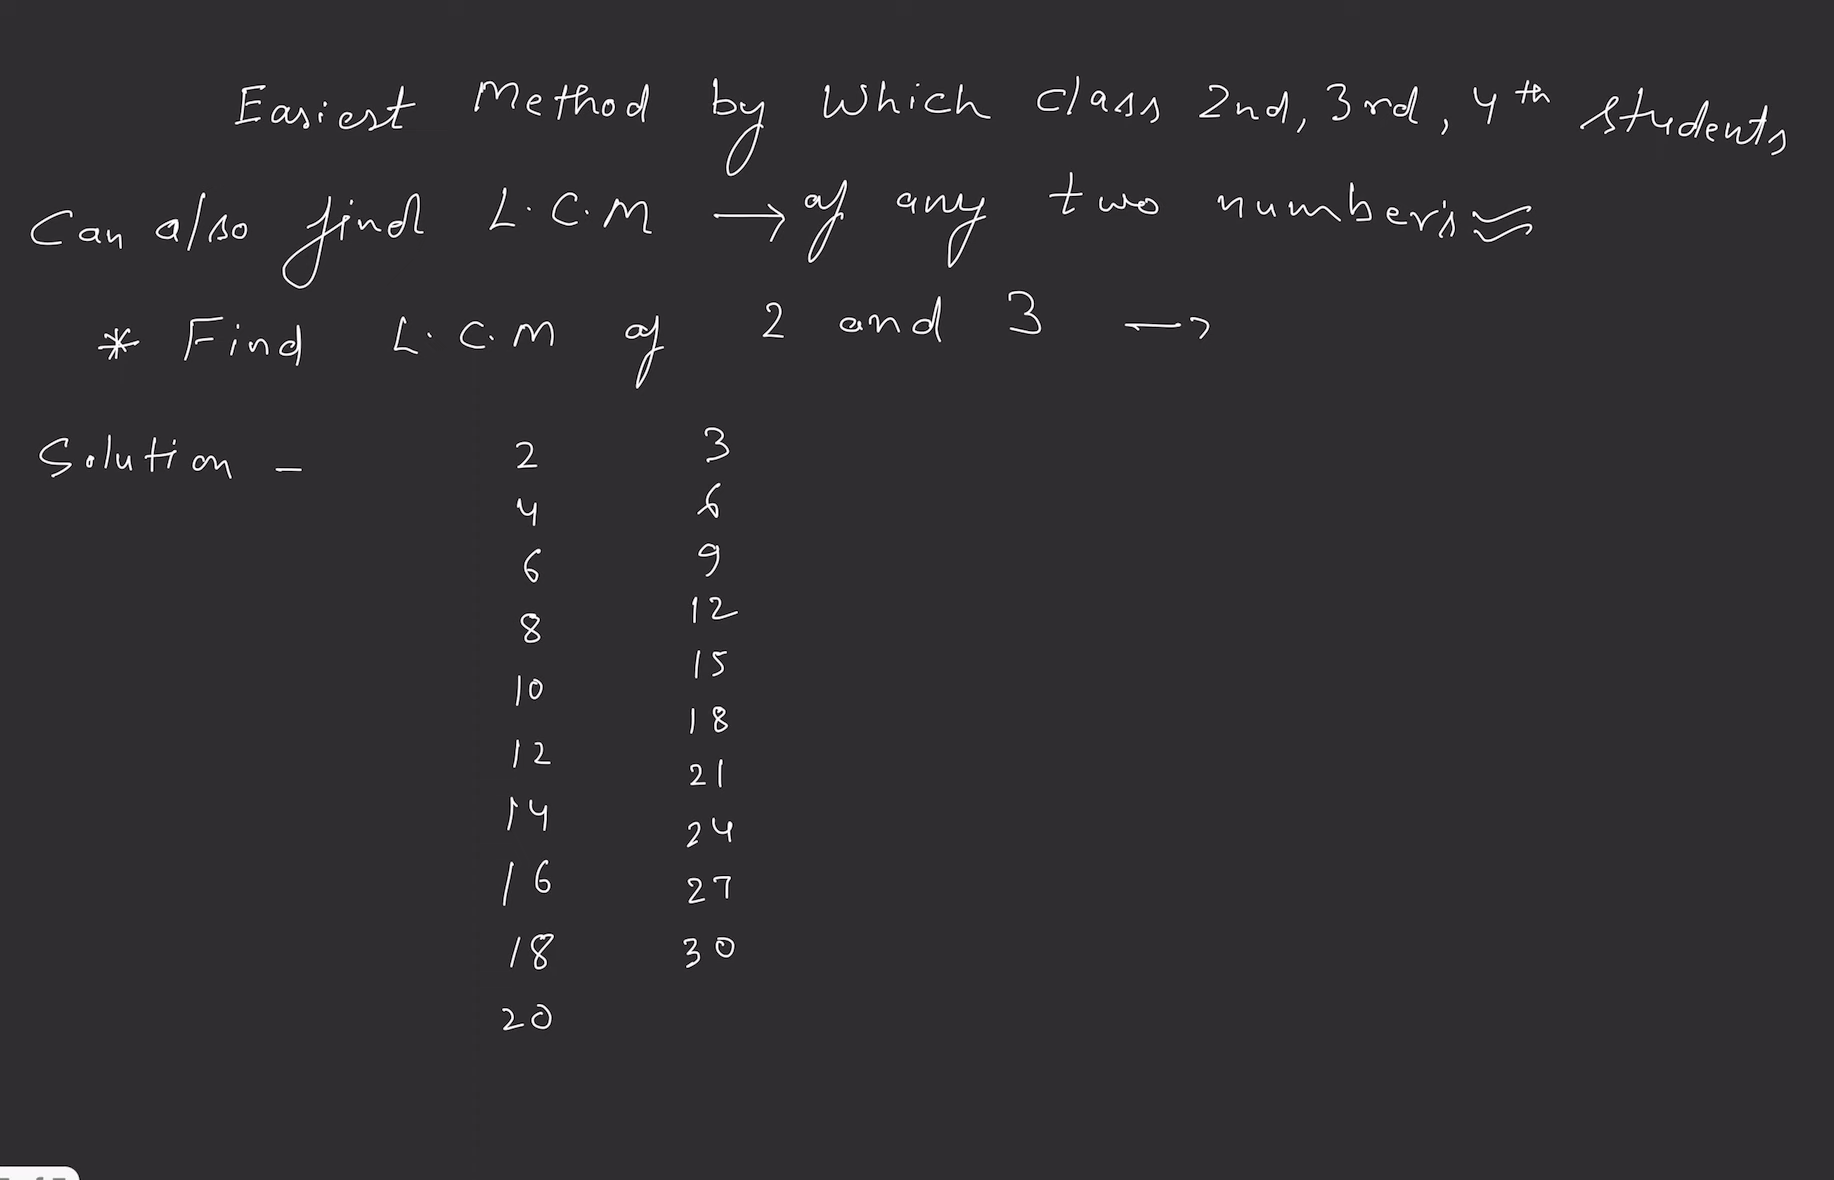 Easiest Method by Which class 2nd, 3rd, 4th students
Can also find L.C.M → of any two number's
* Find L.C.M of 2 and 3 →
Solution - 2 3
4 6
6 9
8 12
10 15
12 18
14 21
16 24
18 27
20 30